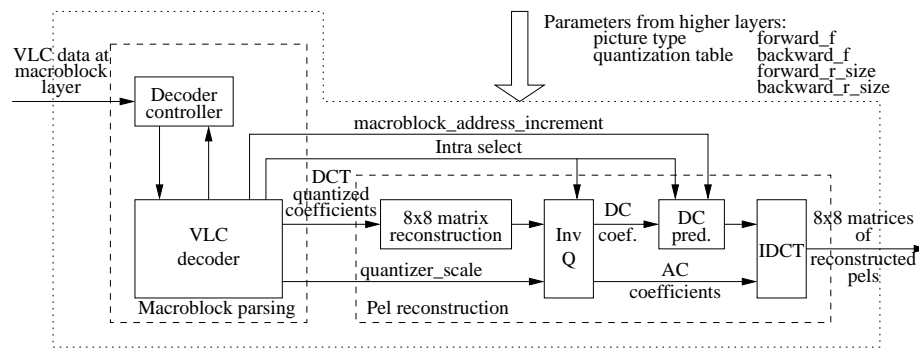 Parameters from higher layers:
picture type forward_f
quantization table backward_f
forward_r_size
backward_r_size
VLC data at
macroblock
layer
Decoder
controller
macroblock_address_increment
Intra select
DCT
quantized
coefficients
8x8 matrix
reconstruction
VLC
decoder
quantizer_scale
Inv
Q
DC
coef.
DC
pred.
AC
coefficients
IDCT
8x8 matrices
of
reconstructed
pels
Macroblock parsing
Pel reconstruction